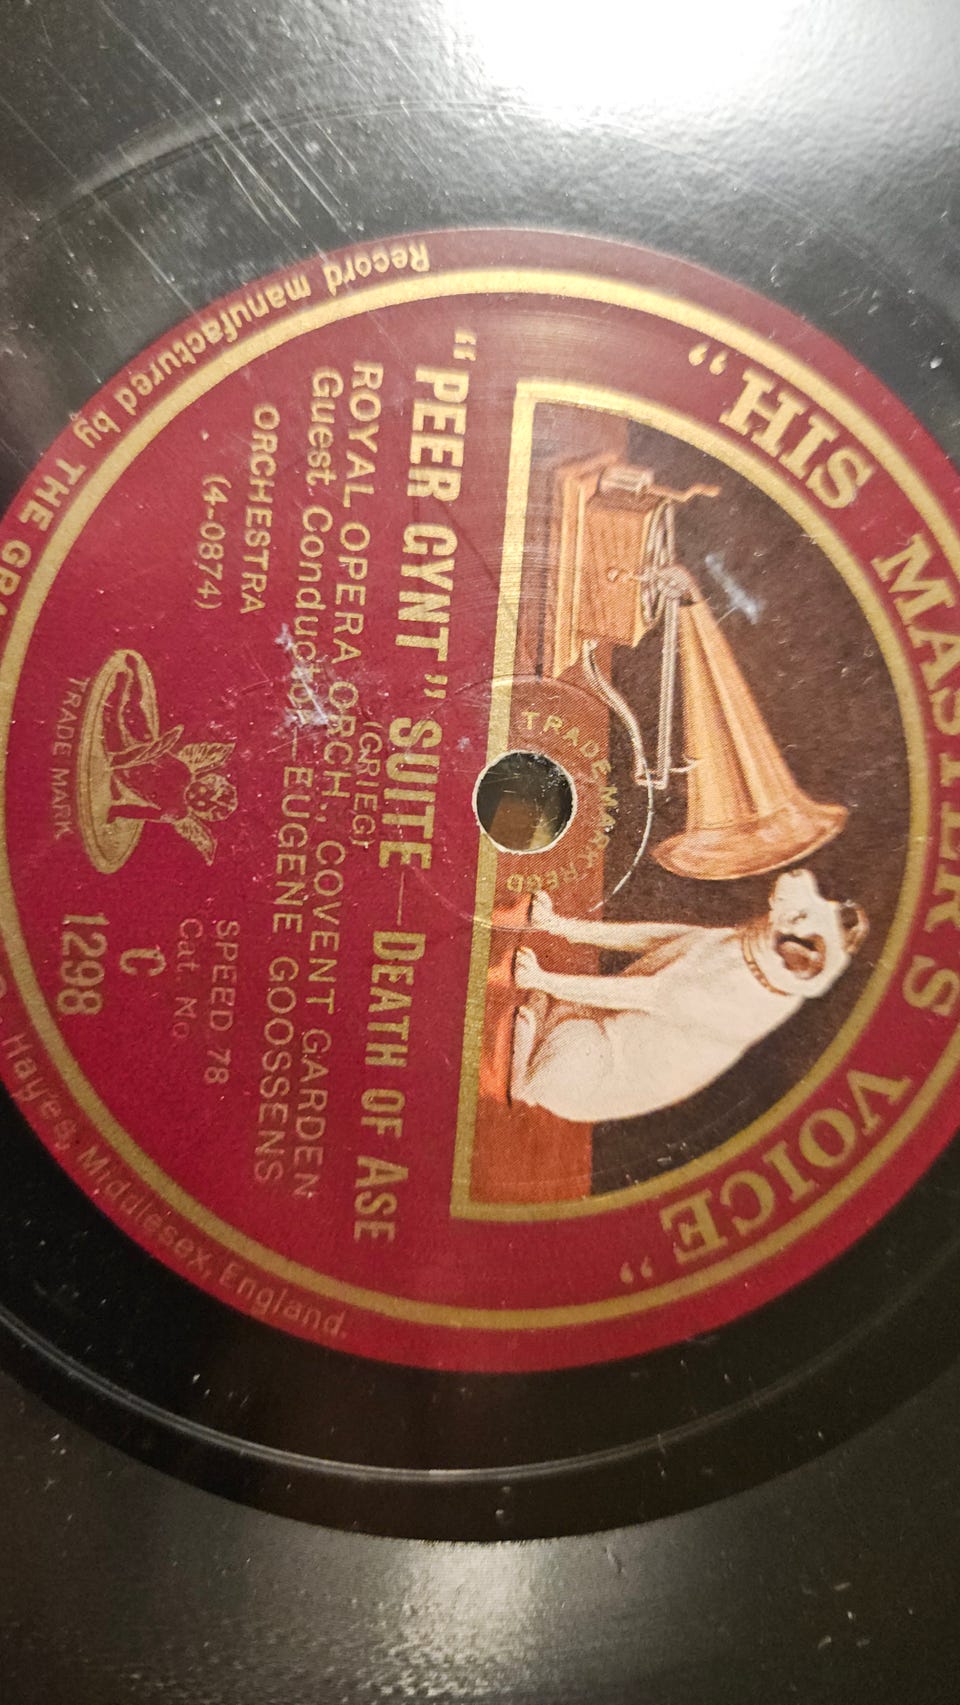 "HIS MASTER'S VOICE"
TRADE MARK REGD
"PEER GYNT" SUITE—DEATH OF ASE
(GRIEG)
ROYAL OPERA ORCH., COVENT GARDEN
Guest Conductor—EUGENE GOOSSENS
ORCHESTRA
(4-0874)
SPEED 78
Cat. No
C
1298
TRADE MARK
Record manufactured by THE GRA
Hayes, Middlesex, England.